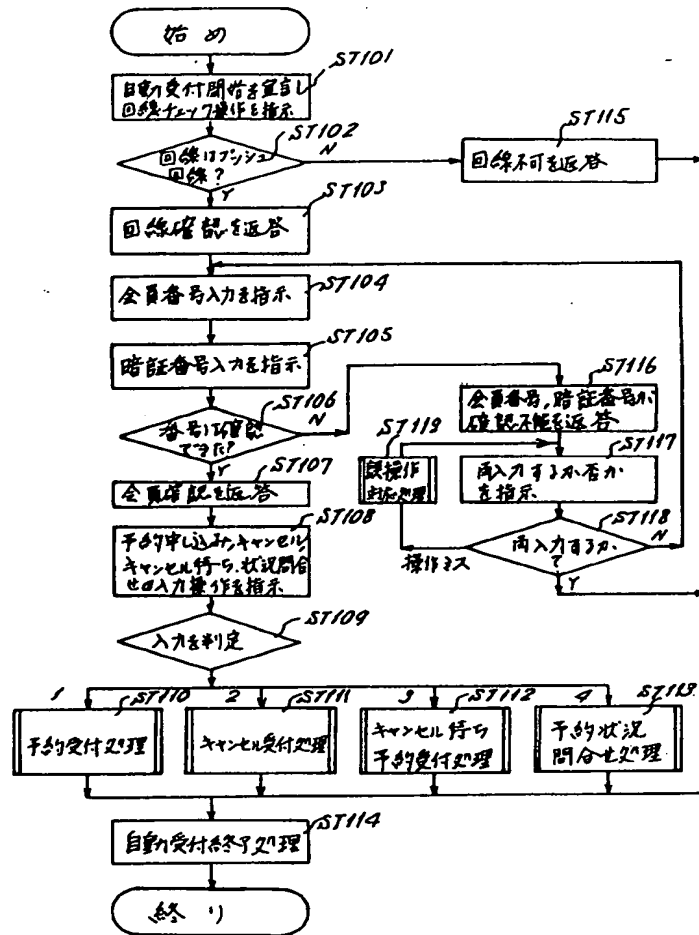 始め
ST101
自動受付開始を宣言し
回線チェック操作を指示
ST102
回線はプッシュ
回線?
N
Y
ST115
回線不可を返答
ST103
回線確認を返答
ST104
会員番号入力を指示
ST105
暗証番号入力を指示
ST106
番号は確認
できた?
N
Y
ST116
会員番号,暗証番号が
確認不能を返答
ST107
会員確認を返答
ST119
誤操作
対応処理
ST117
再入力するか否か
を指示
ST108
予約申し込み,キャンセル,
キャンセル待ち,状況問合
せの入力操作を指示
ST118
再入力するか
?
N
Y
操作ミス
ST109
入力を判定
1
ST110
予約受付処理
2
ST111
キャンセル受付処理
3
ST112
キャンセル待ち
予約受付処理
4
ST113
予約状況
問合せ処理
ST114
自動受付終了処理
終り